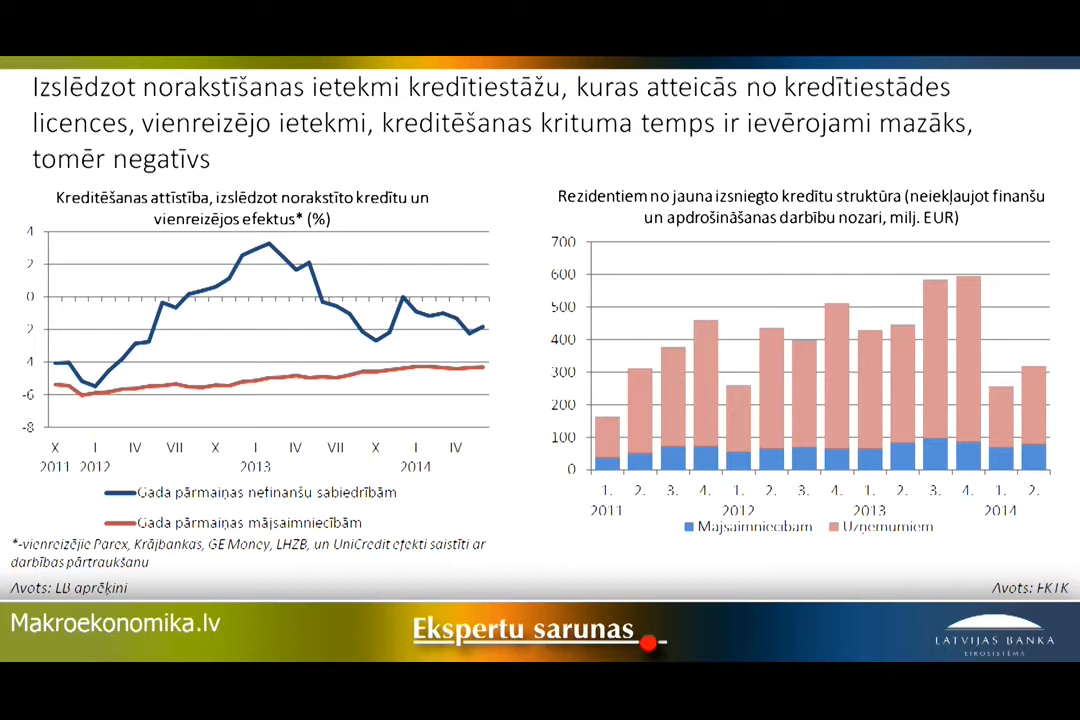 Izslēdzot norakstīšanas ietekmi kredītiestāžu, kuras atteicās no kredītiestādes
licences, vienreizējo ietekmi, kreditēšanas krituma temps ir ievērojami mazāks,
tomēr negatīvs
Kreditēšanas attīstība, izslēdzot norakstīto kredītu un
vienreizējos efektus* (%)
4
2
0
2
4
-6
-8
X I IV VII X I IV VII X I IV
2011 2012 2013 2014
Gada pārmaiņas nefinanšu sabiedrībām
Gada pārmaiņas mājsaimniecībām
*-vienreizējie Parex, Krājbankas, GE Money, LHZB, un UniCredit efekti saistīti ar
darbības pārtraukšanu
Avots: LB aprēķini
Rezidentiem no jauna izsniegto kredītu struktūra (neiekļaujot finanšu
un apdrošināšanas darbību nozari, milj. EUR)
700
600
500
400
300
200
100
0
1. 2. 3. 4. 1. 2. 3. 4. 1. 2. 3. 4. 1. 2.
2011 2012 2013 2014
Mājsaimniecībām Uzņēmumiem
Avots: FKTK
Makroekonomika.lv
Ekspertu sarunas
LATVIJAS BANKA
EIROSISTĒMA